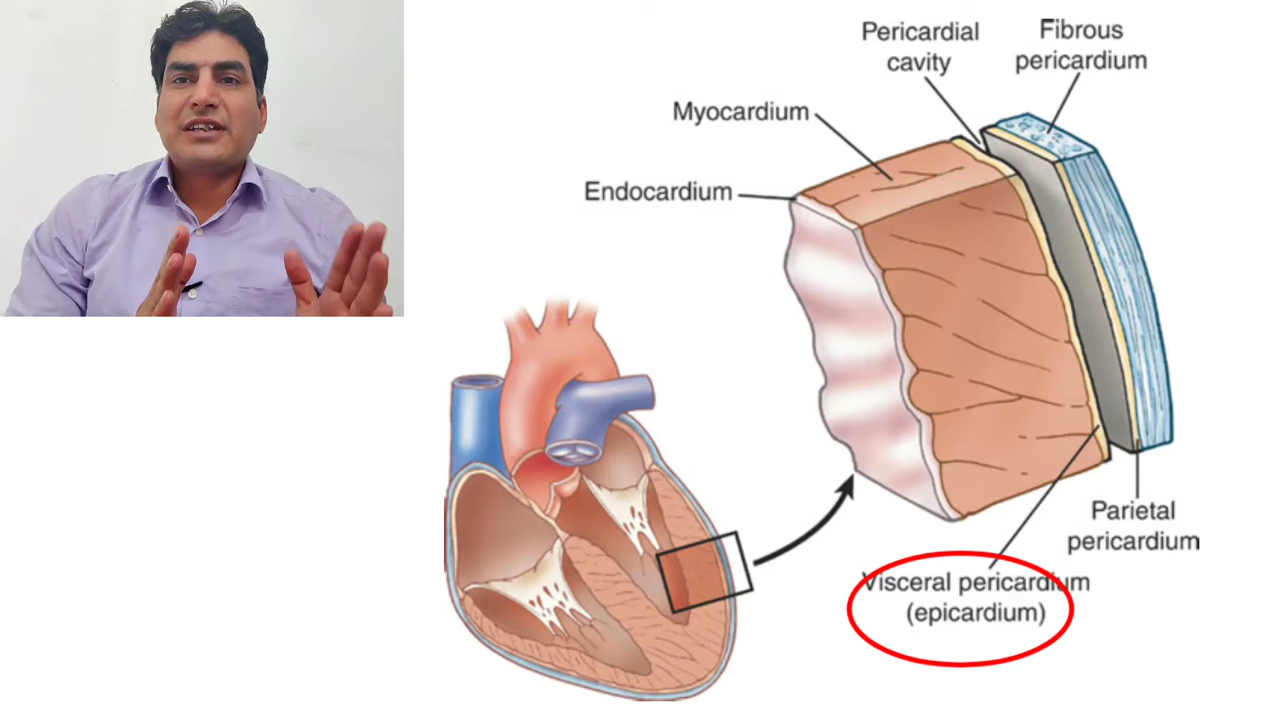 Pericardial
cavity
Fibrous
pericardium
Myocardium
Endocardium
Parietal
pericardium
Visceral pericardium
(epicardium)